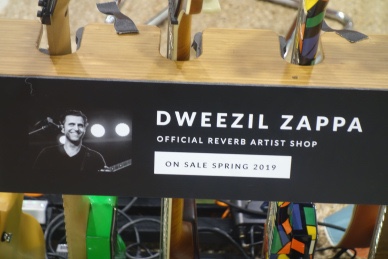 DWEEZIL ZAPPA
OFFICIAL REVERB ARTIST SHOP
ON SALE SPRING 2019